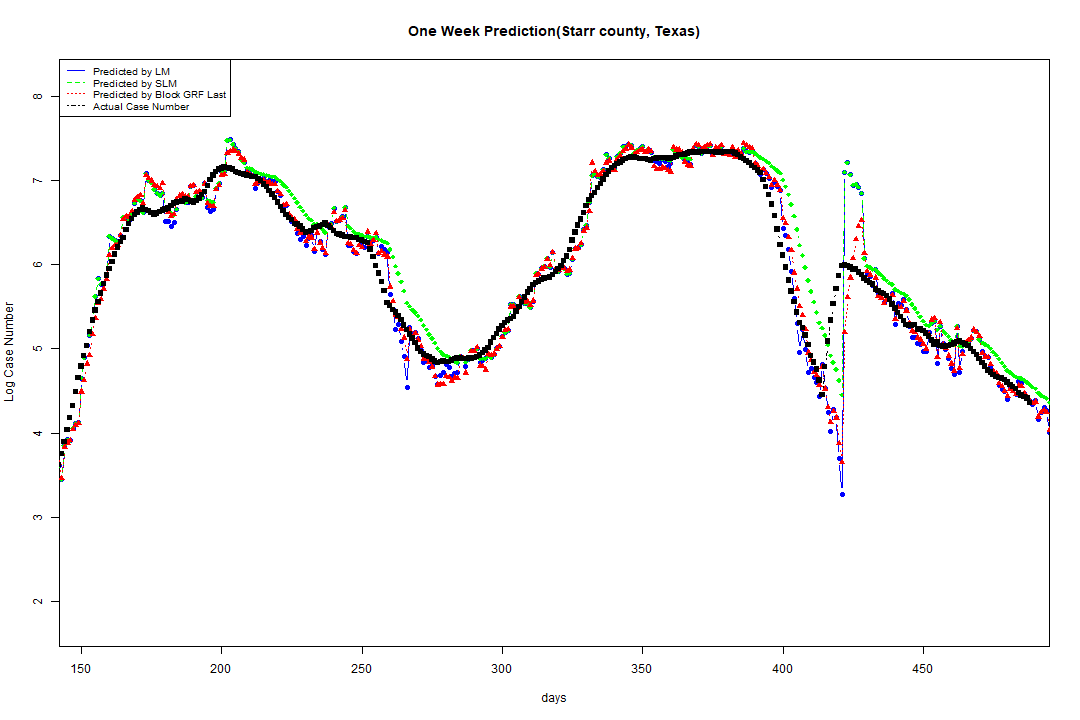 One Week Prediction(Starr county, Texas)
Predicted by LM
Predicted by SLM
Predicted by Block GRF Last
Actual Case Number
8
7
6
5
4
3
2
Log Case Number
150 200 250 300 350 400 450
days